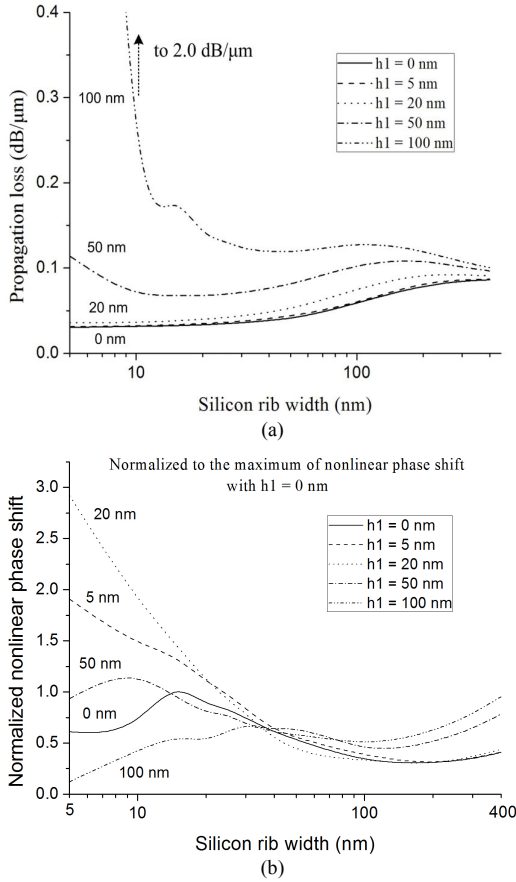 0.4
to 2.0 dB/μm
h1 = 0 nm
h1 = 5 nm
h1 = 20 nm
h1 = 50 nm
h1 = 100 nm
0.3
100 nm
0.2
50 nm
0.1
20 nm
0 nm
0.0
10
100
Propagation loss (dB/μm)
Silicon rib width (nm)
(a)
Normalized to the maximum of nonlinear phase shift
with h1 = 0 nm
3.0
20 nm
h1 = 0 nm
h1 = 5 nm
h1 = 20 nm
h1 = 50 nm
h1 = 100 nm
2.5
2.0
5 nm
1.5
50 nm
1.0
0 nm
0.5
100 nm
0.0
5
10
100
400
Normalized nonlinear phase shift
Silicon rib width (nm)
(b)